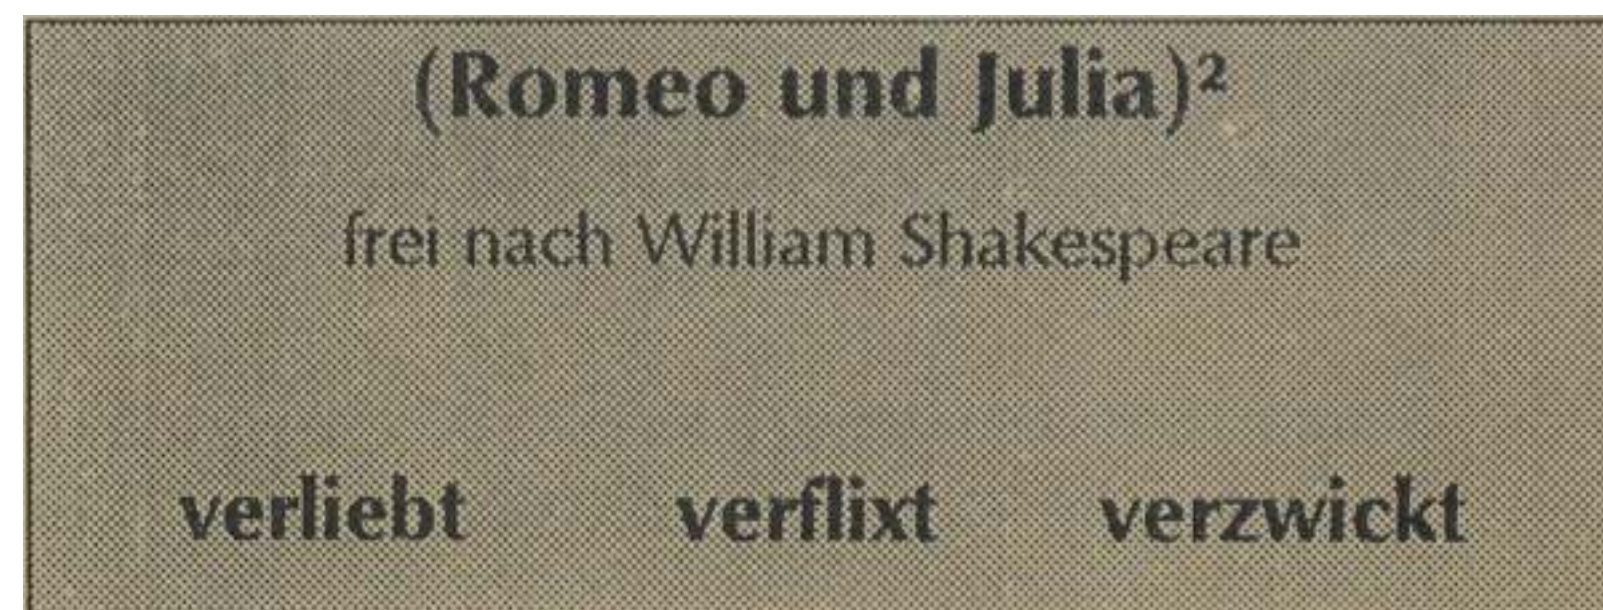 (Romeo und Julia)²
frei nach William Shakespeare
verliebt verflixt verzwickt